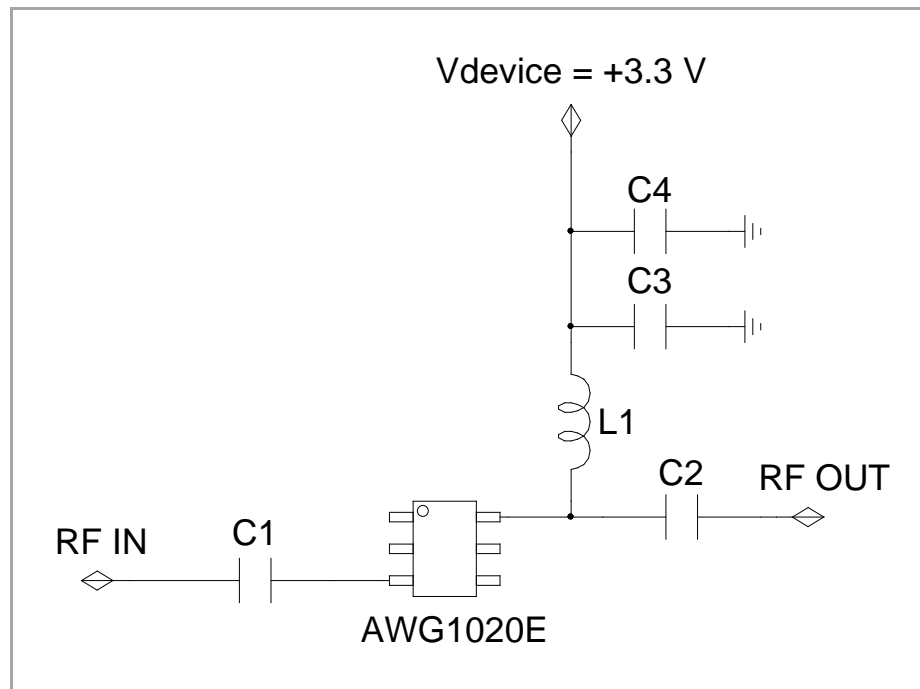 Vdevice = +3.3 V
C4
C3
L1
C2
RF OUT
C1
RF IN
AWG1020E